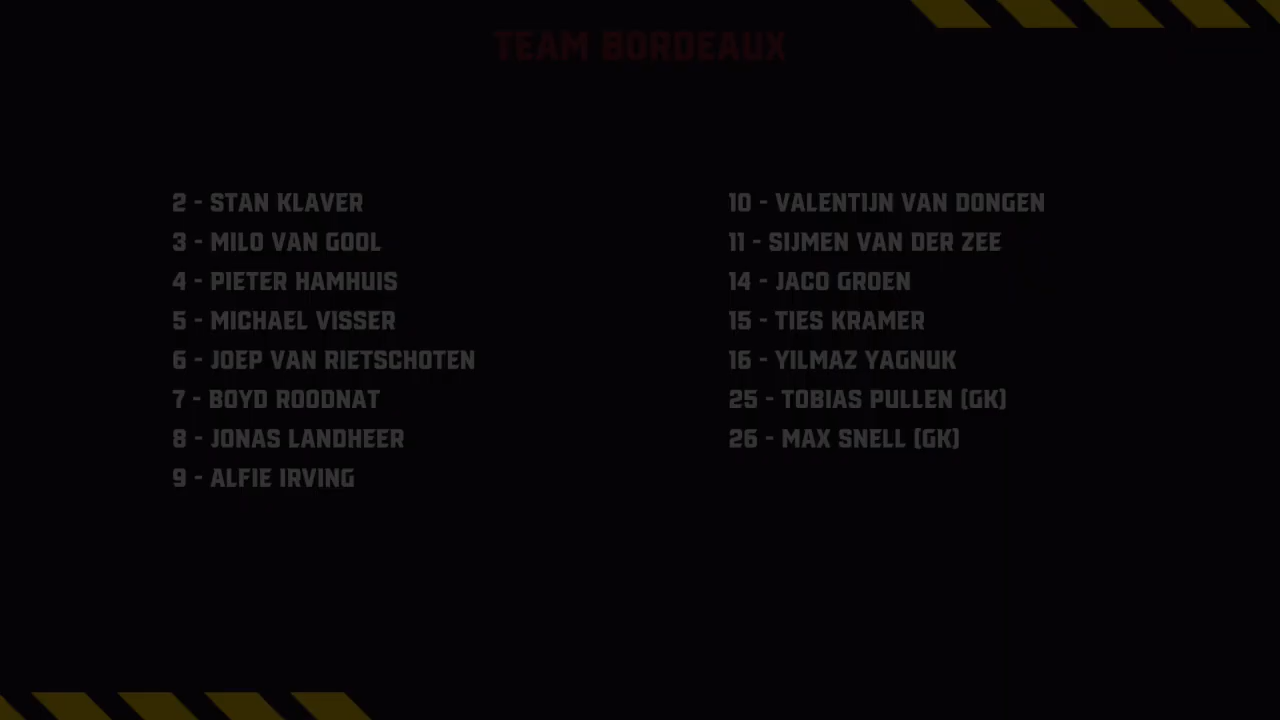 TEAM BORDEAUX
2 - STAN KLAVER
3 - MILO VAN GOOL
4 - PIETER HAMHUIS
5 - MICHAEL VISSER
6 - JOEP VAN RIETSCHOTEN
7 - BOYD ROODNAT
8 - JONAS LANDHEER
9 - ALFIE IRVING
10 - VALENTIJN VAN DONGEN
11 - SIJMEN VAN DER ZEE
14 - JACO GROEN
15 - TIES KRAMER
16 - YILMAZ YAGNUK
25 - TOBIAS PULLEN (GK)
26 - MAX SNELL (GK)